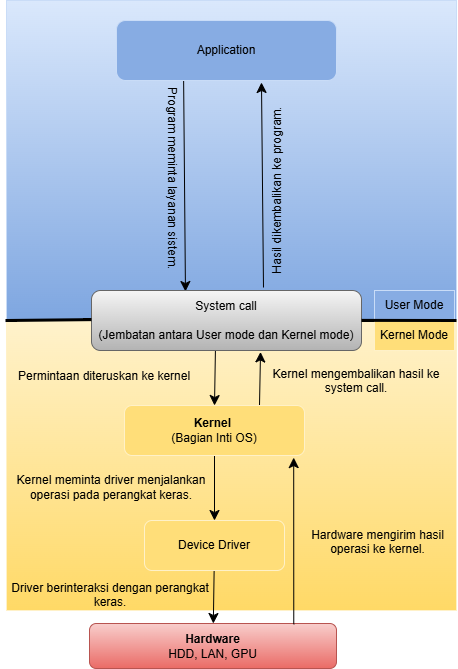 Application
Program meminta layanan sistem.
Hasil dikembalikan ke program.
System call
(Jembatan antara User mode dan Kernel mode)
User Mode
Kernel Mode
Permintaan diteruskan ke kernel
Kernel mengembalikan hasil ke
system call.
Kernel
(Bagian Inti OS)
Kernel meminta driver menjalankan
operasi pada perangkat keras.
Device Driver
Hardware mengirim hasil
operasi ke kernel.
Driver berinteraksi dengan perangkat
keras.
Hardware
HDD, LAN, GPU